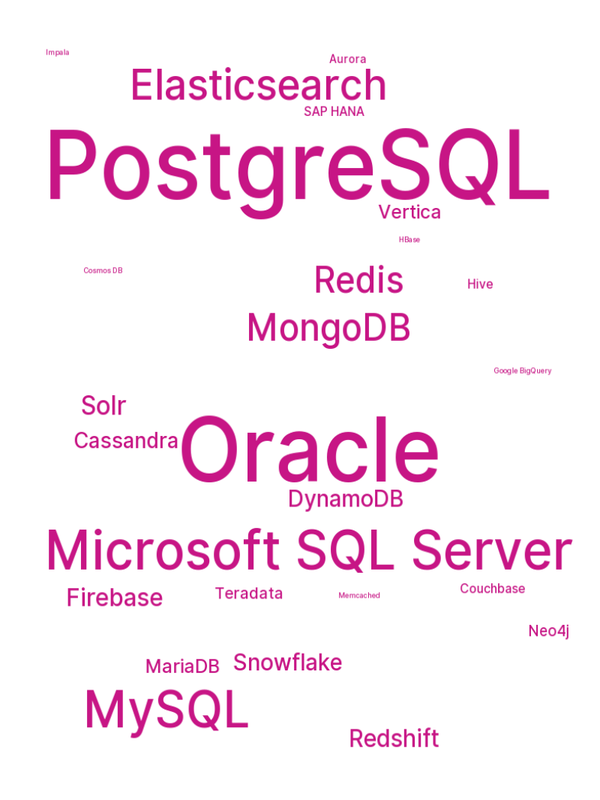 Impala
Aurora
Elasticsearch
SAP HANA
PostgreSQL
Vertica
HBase
Cosmos DB
Redis
Hive
MongoDB
Google BigQuery
Solr
Cassandra
Oracle
DynamoDB
Microsoft SQL Server
Firebase
Teradata
Memcached
Couchbase
Neo4j
MariaDB
Snowflake
MySQL
Redshift